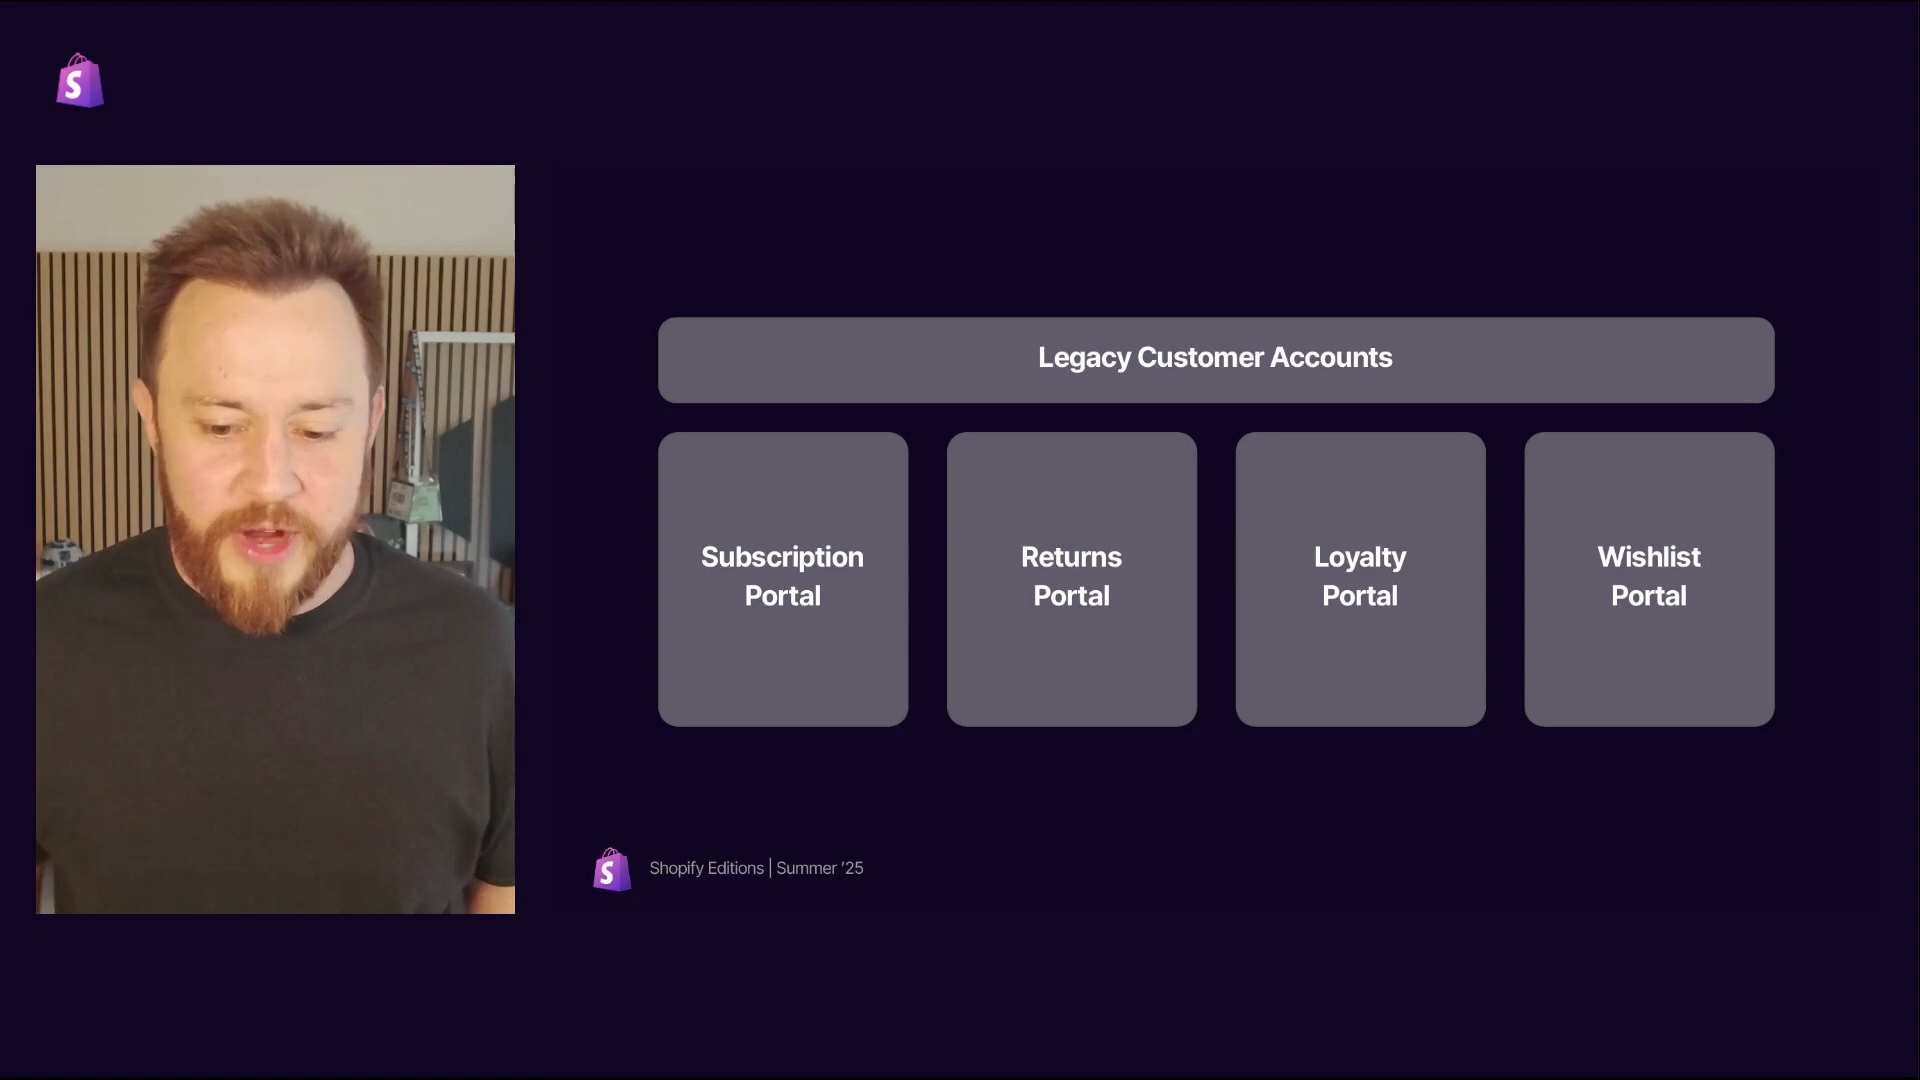 Legacy Customer Accounts
Subscription
Portal
Returns
Portal
Loyalty
Portal
Wishlist
Portal
Shopify Editions | Summer ’25